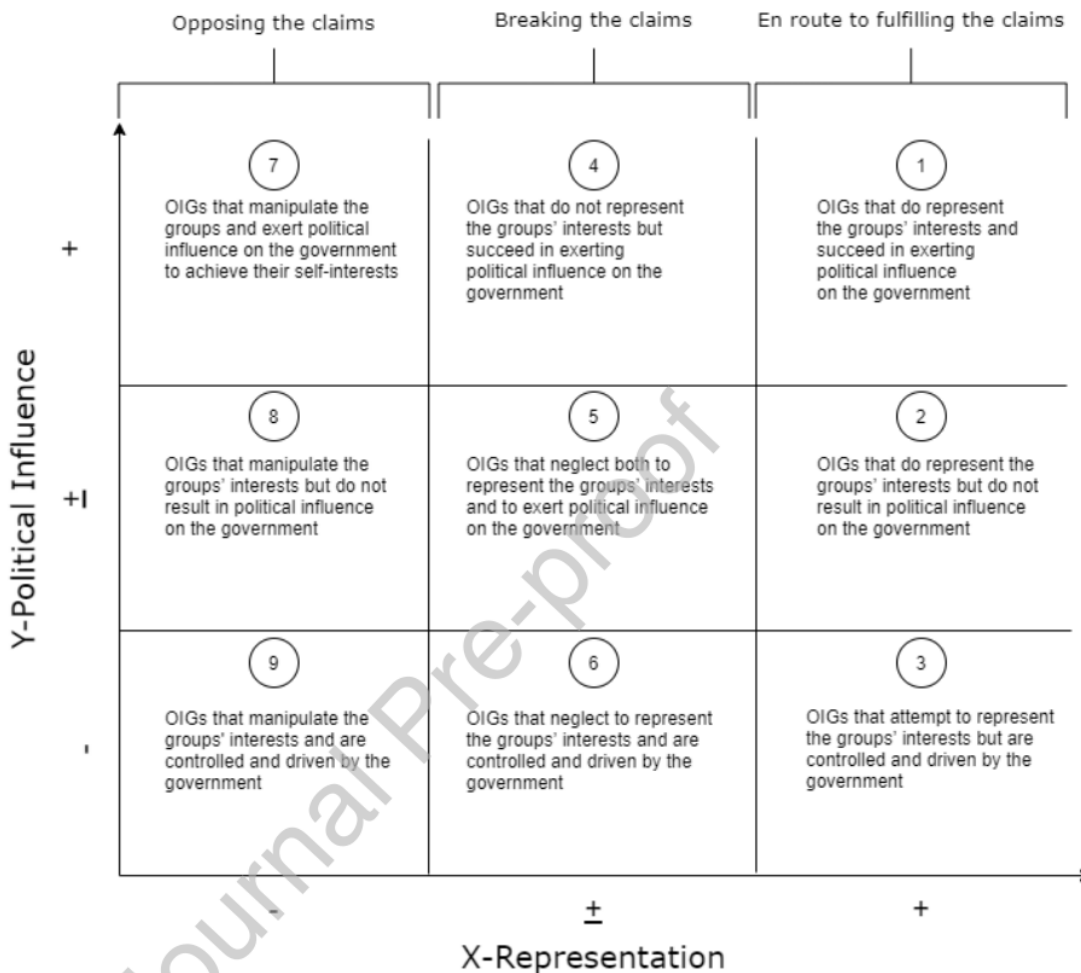 Opposing the claims
Breaking the claims
En route to fulfilling the claims
7
OIGs that manipulate the
groups and exert political
influence on the government
to achieve their self-interests
4
OIGs that do not represent
the groups' interests but
succeed in exerting
political influence on the
government
1
OIGs that do represent
the groups' interests and
succeed in exerting
political influence
on the government
8
OIGs that manipulate the
groups' interests but do not
result in political influence
on the government
5
OIGs that neglect both to
represent the groups' interests
and to exert political influence
on the government
2
OIGs that do represent the
groups' interests but do not
result in political influence
on the government
9
OIGs that manipulate the
groups' interests and are
controlled and driven by the
government
6
OIGs that neglect to represent
the groups' interests and are
controlled and driven by the
government
3
OIGs that attempt to represent
the groups' interests but are
controlled and driven by the
government
Y-Political Influence
+
±
-
-
±
+
X-Representation
Journal Pre-proof